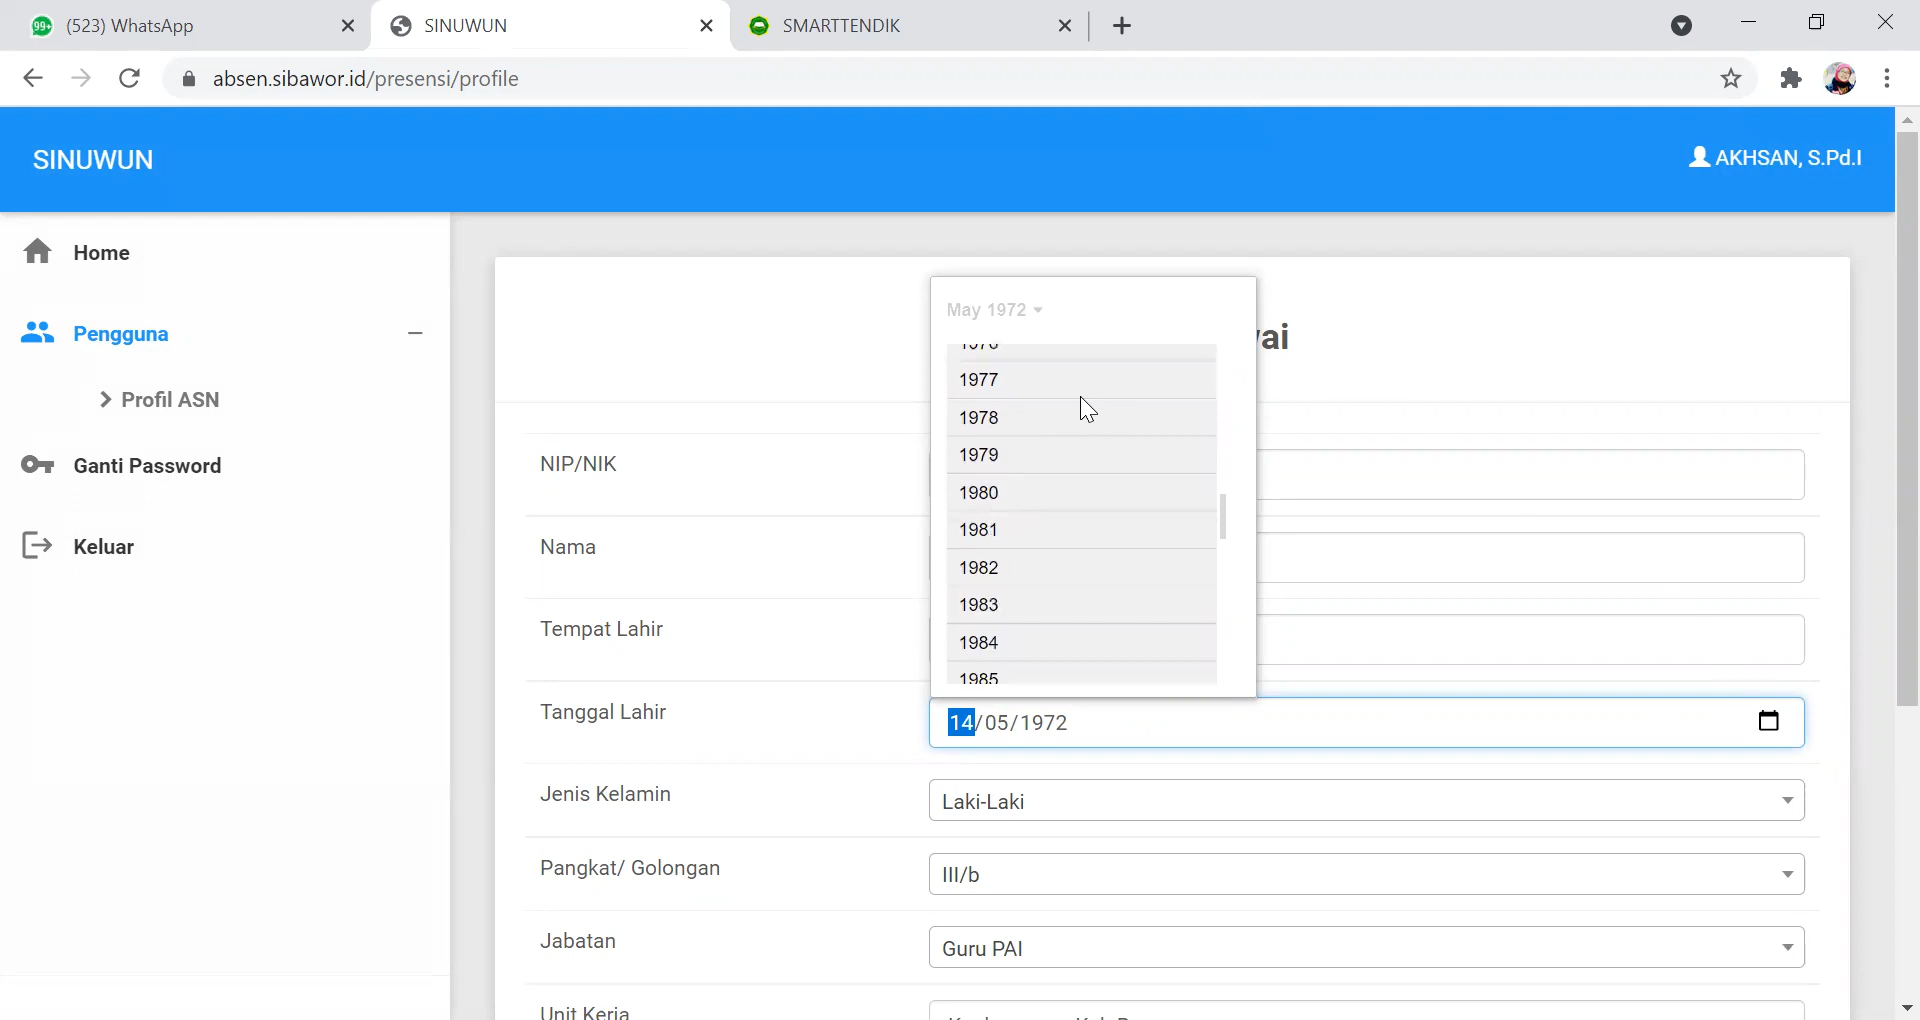 99+ (523) WhatsApp
SINUWUN
SMARTTENDIK
absen.sibawor.id/presensi/profile
SINUWUN
AKHSAN, S.Pd.I
Home
Pengguna
Profil ASN
Ganti Password
Keluar
May 1972
1976
1977
1978
1979
1980
1981
1982
1983
1984
1985
NIP/NIK
Nama
Tempat Lahir
Tanggal Lahir
14/05/1972
Jenis Kelamin
Laki-Laki
Pangkat/ Golongan
III/b
Jabatan
Guru PAI
Unit Kerja